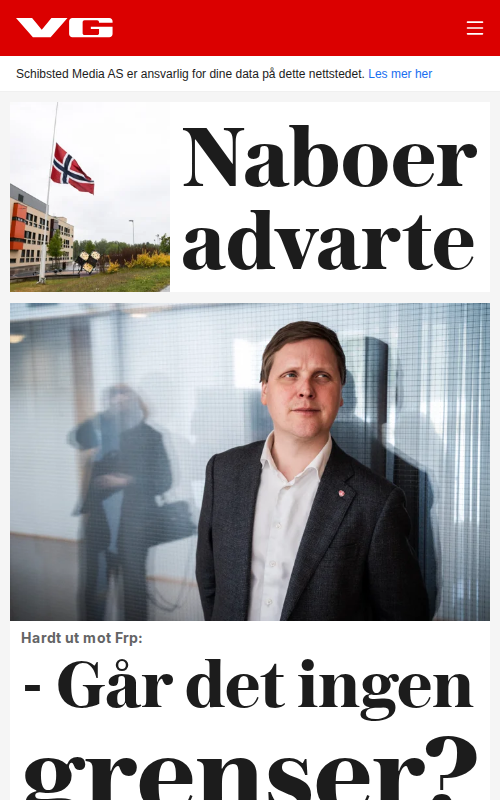 VG
Schibsted Media AS er ansvarlig for dine data på dette nettstedet. Les mer her
Naboer
advarte
Hardt ut mot Frp:
- Går det ingen
grenser?